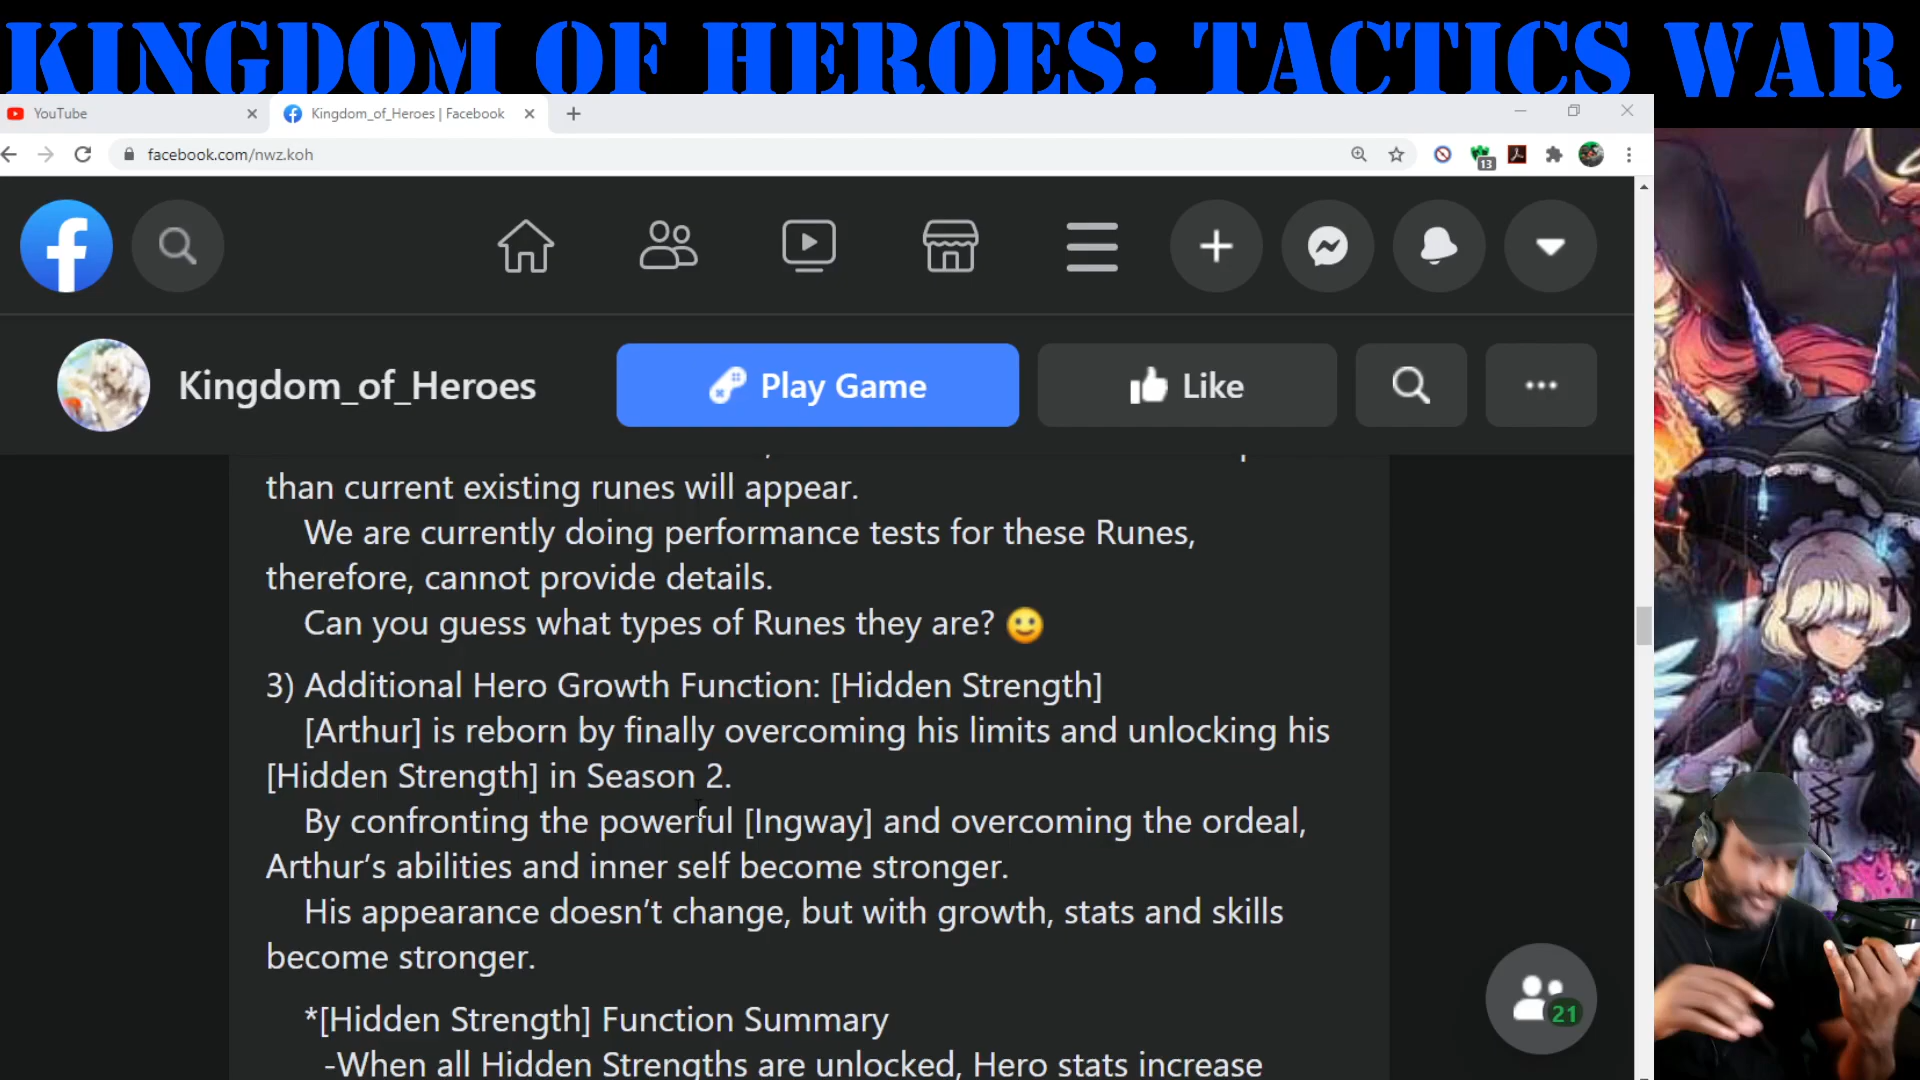 KINGDOM OF HEROES: TACTICS WAR
YouTube
Kingdom_of_Heroes | Facebook
facebook.com/nwz.koh
13
Kingdom_of_Heroes
Play Game
Like
than current existing runes will appear.
We are currently doing performance tests for these Runes,
therefore, cannot provide details.
Can you guess what types of Runes they are? 🙂
3) Additional Hero Growth Function: [Hidden Strength]
[Arthur] is reborn by finally overcoming his limits and unlocking his
[Hidden Strength] in Season 2.
By confronting the powerful [Ingway] and overcoming the ordeal,
Arthur’s abilities and inner self become stronger.
His appearance doesn’t change, but with growth, stats and skills
become stronger.
*[Hidden Strength] Function Summary
-When all Hidden Strengths are unlocked, Hero stats increase
21